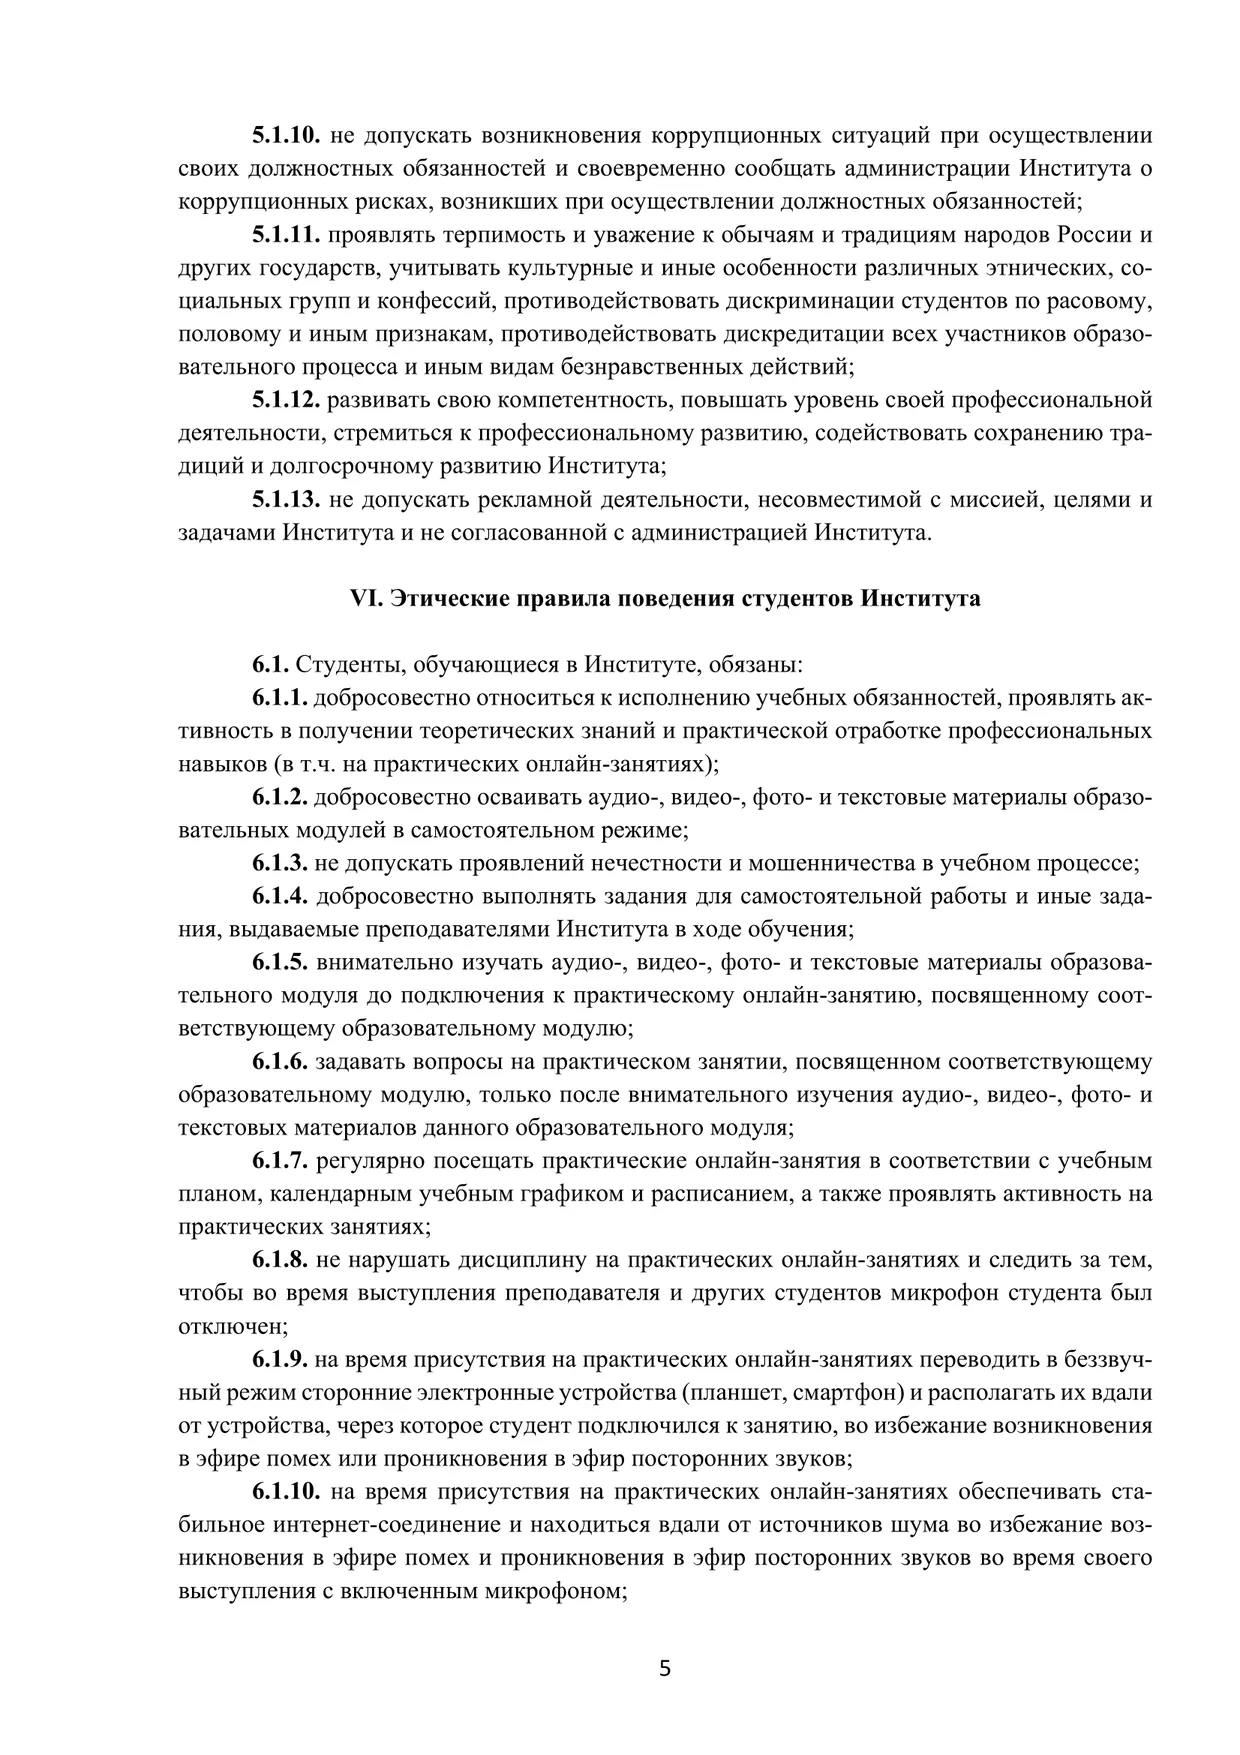 5.1.10. не допускать возникновения коррупционных ситуаций при осуществлении
своих должностных обязанностей и своевременно сообщать администрации Института о
коррупционных рисках, возникших при осуществлении должностных обязанностей;
5.1.11. проявлять терпимость и уважение к обычаям и традициям народов России и
других государств, учитывать культурные и иные особенности различных этнических, со-
циальных групп и конфессий, противодействовать дискриминации студентов по расовому,
половому и иным признакам, противодействовать дискредитации всех участников образо-
вательного процесса и иным видам безнравственных действий;
5.1.12. развивать свою компетентность, повышать уровень своей профессиональной
деятельности, стремиться к профессиональному развитию, содействовать сохранению тра-
диций и долгосрочному развитию Института;
5.1.13. не допускать рекламной деятельности, несовместимой с миссией, целями и
задачами Института и не согласованной с администрацией Института.
VI. Этические правила поведения студентов Института
6.1. Студенты, обучающиеся в Институте, обязаны:
6.1.1. добросовестно относиться к исполнению учебных обязанностей, проявлять ак-
тивность в получении теоретических знаний и практической отработке профессиональных
навыков (в т.ч. на практических онлайн-занятиях);
6.1.2. добросовестно осваивать аудио-, видео-, фото- и текстовые материалы образо-
вательных модулей в самостоятельном режиме;
6.1.3. не допускать проявлений нечестности и мошенничества в учебном процессе;
6.1.4. добросовестно выполнять задания для самостоятельной работы и иные зада-
ния, выдаваемые преподавателями Института в ходе обучения;
6.1.5. внимательно изучать аудио-, видео-, фото- и текстовые материалы образова-
тельного модуля до подключения к практическому онлайн-занятию, посвященному соот-
ветствующему образовательному модулю;
6.1.6. задавать вопросы на практическом занятии, посвященном соответствующему
образовательному модулю, только после внимательного изучения аудио-, видео-, фото- и
текстовых материалов данного образовательного модуля;
6.1.7. регулярно посещать практические онлайн-занятия в соответствии с учебным
планом, календарным учебным графиком и расписанием, а также проявлять активность на
практических занятиях;
6.1.8. не нарушать дисциплину на практических онлайн-занятиях и следить за тем,
чтобы во время выступления преподавателя и других студентов микрофон студента был
отключен;
6.1.9. на время присутствия на практических онлайн-занятиях переводить в беззвуч-
ный режим сторонние электронные устройства (планшет, смартфон) и располагать их вдали
от устройства, через которое студент подключился к занятию, во избежание возникновения
в эфире помех или проникновения в эфир посторонних звуков;
6.1.10. на время присутствия на практических онлайн-занятиях обеспечивать ста-
бильное интернет-соединение и находиться вдали от источников шума во избежание воз-
никновения в эфире помех и проникновения в эфир посторонних звуков во время своего
выступления с включенным микрофоном;
5